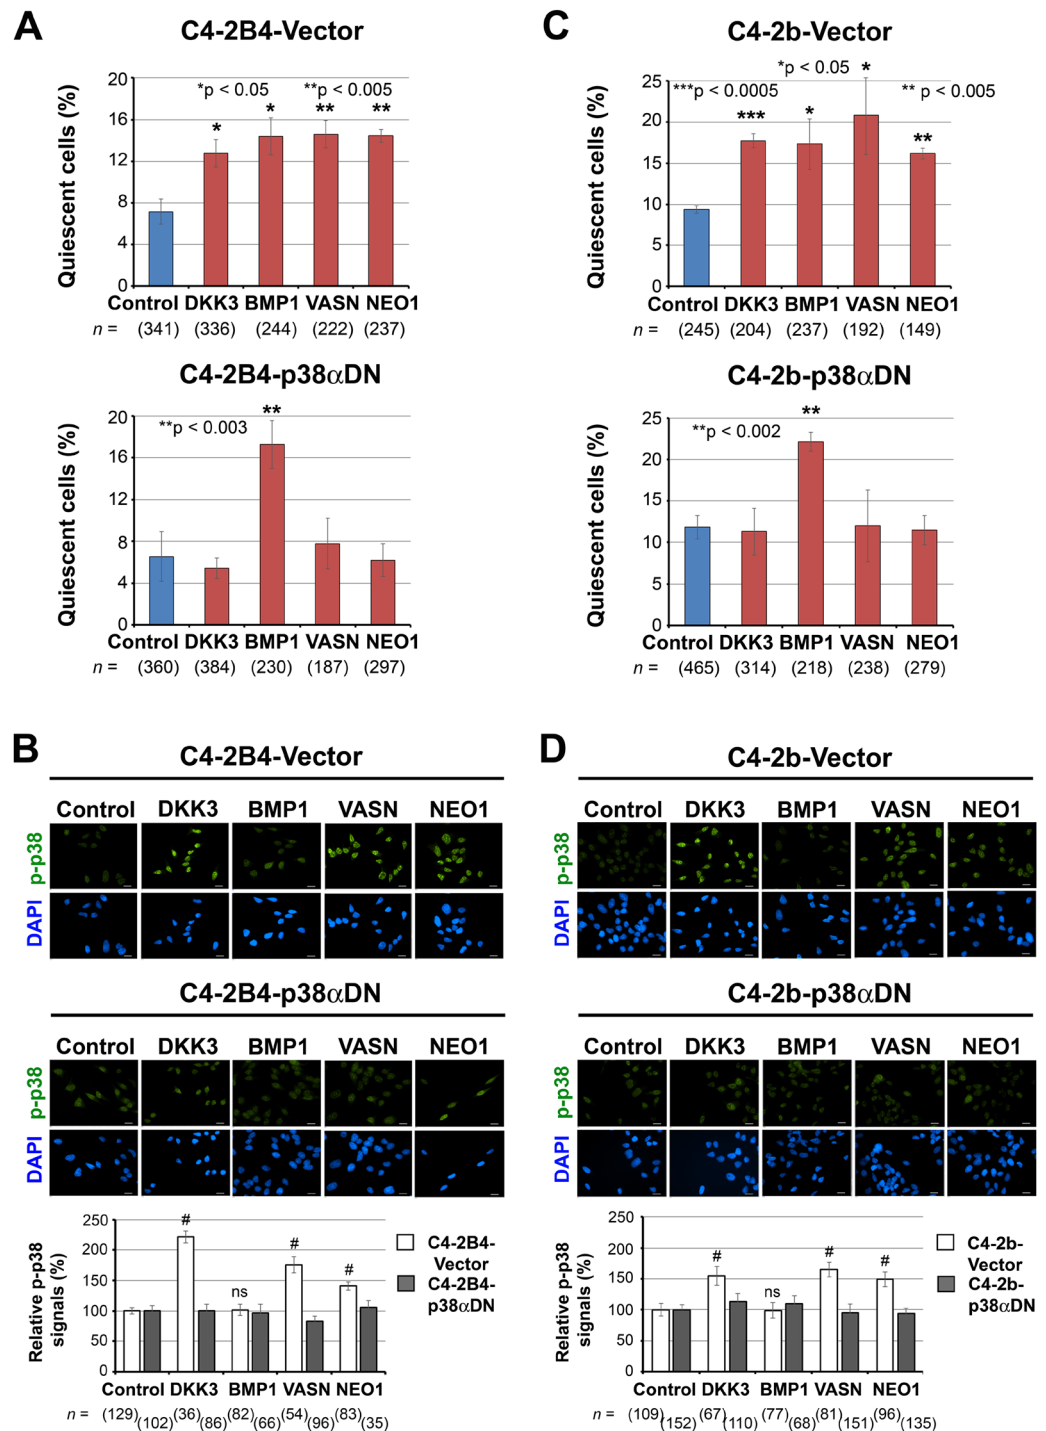 A
C4-2B4-Vector
Quiescent cells (%)
20
16
12
8
4
0
*p < 0.05
**p < 0.005
*
*
**
**
Control DKK3 BMP1 VASN NEO1
n = (341) (336) (244) (222) (237)
C4-2B4-p38αDN
Quiescent cells (%)
20
16
12
8
4
0
**p < 0.003
**
Control DKK3 BMP1 VASN NEO1
n = (360) (384) (230) (187) (297)
C
C4-2b-Vector
Quiescent cells (%)
25
20
15
10
5
0
***p < 0.0005
*p < 0.05
** p < 0.005
***
*
*
**
Control DKK3 BMP1 VASN NEO1
n = (245) (204) (237) (192) (149)
C4-2b-p38αDN
Quiescent cells (%)
25
20
15
10
5
0
**p < 0.002
**
Control DKK3 BMP1 VASN NEO1
n = (465) (314) (218) (238) (279)
B
C4-2B4-Vector
Control DKK3 BMP1 VASN NEO1
p-p38
DAPI
C4-2B4-p38αDN
Control DKK3 BMP1 VASN NEO1
p-p38
DAPI
Relative p-p38
signals (%)
250
200
150
100
50
0
#
ns
#
#
C4-2B4-
Vector
C4-2B4-
p38αDN
Control DKK3 BMP1 VASN NEO1
n = (129) (102) (36) (86) (82) (66) (54) (96) (83) (35)
D
C4-2b-Vector
Control DKK3 BMP1 VASN NEO1
p-p38
DAPI
C4-2b-p38αDN
Control DKK3 BMP1 VASN NEO1
p-p38
DAPI
Relative p-p38
signals (%)
250
200
150
100
50
0
#
ns
#
#
C4-2b-
Vector
C4-2b-
p38αDN
Control DKK3 BMP1 VASN NEO1
n = (109) (152) (67) (110) (77) (68) (81) (151) (96) (135)